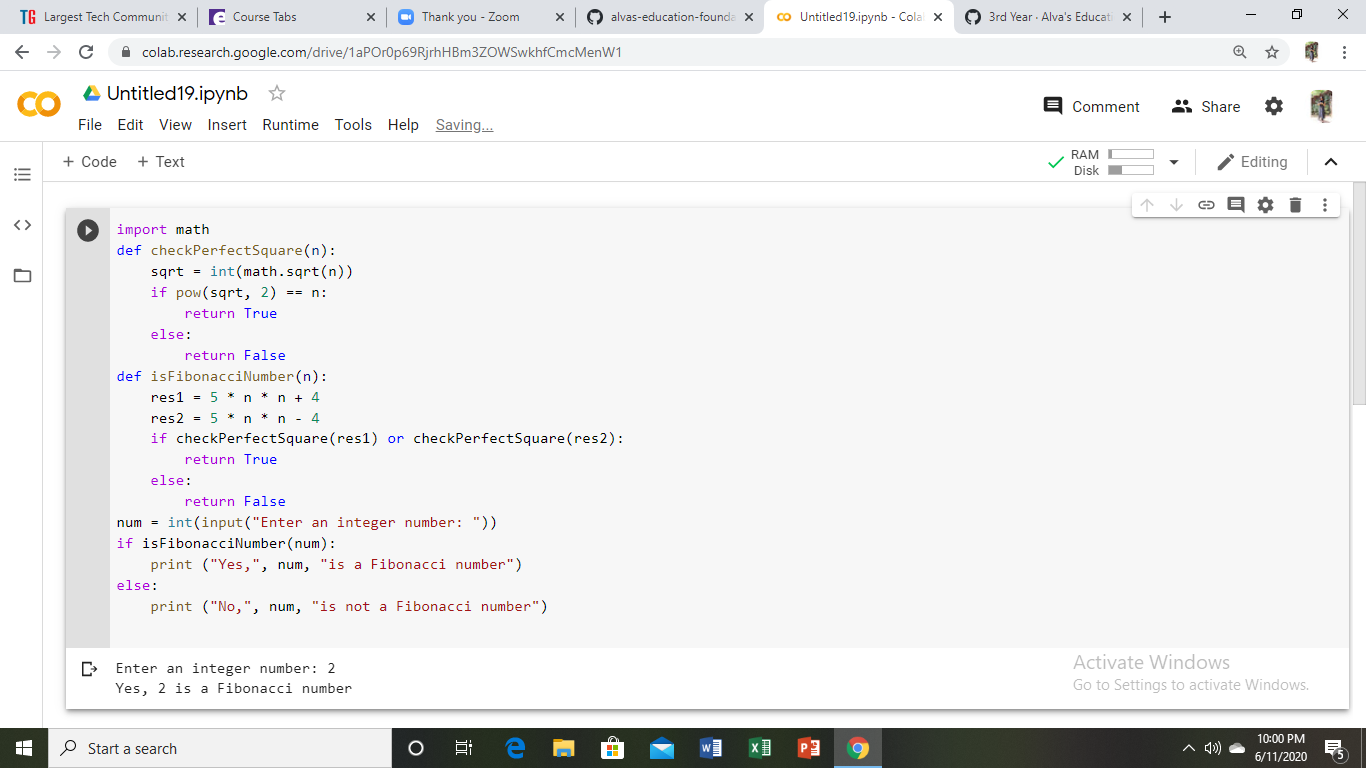 TG Largest Tech Communit
Course Tabs
Thank you - Zoom
alvas-education-founda
Untitled19.ipynb - Cola
3rd Year · Alva's Educati
colab.research.google.com/drive/1aPOr0p69RjrhHBm3ZOWSwkhfCmcMenW1
Untitled19.ipynb
Comment
Share
File Edit View Insert Runtime Tools Help Saving...
+ Code + Text
RAM
Disk
Editing
import math
def checkPerfectSquare(n):
    sqrt = int(math.sqrt(n))
    if pow(sqrt, 2) == n:
        return True
    else:
        return False
def isFibonacciNumber(n):
    res1 = 5 * n * n + 4
    res2 = 5 * n * n - 4
    if checkPerfectSquare(res1) or checkPerfectSquare(res2):
        return True
    else:
        return False
num = int(input("Enter an integer number: "))
if isFibonacciNumber(num):
    print ("Yes,", num, "is a Fibonacci number")
else:
    print ("No,", num, "is not a Fibonacci number")
Enter an integer number: 2
Yes, 2 is a Fibonacci number
Activate Windows
Go to Settings to activate Windows.
Start a search
10:00 PM
6/11/2020
5